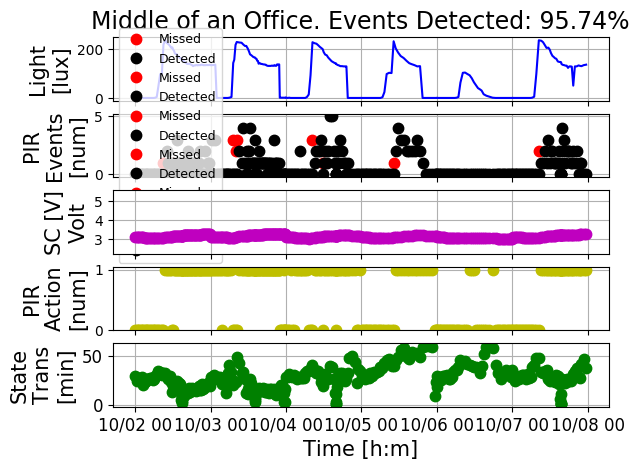 Middle of an Office. Events Detected: 95.74%
Light
[lux]
200
0
Missed
Detected
Missed
Detected
Missed
Detected
Missed
Detected
Missed
PIR
Events
[num]
5
0
SC [V]
Volt
5
4
3
PIR
Action
[num]
1
0
State
Trans
[min]
50
0
10/02 00 10/03 00 10/04 00 10/05 00 10/06 00 10/07 00 10/08 00
Time [h:m]